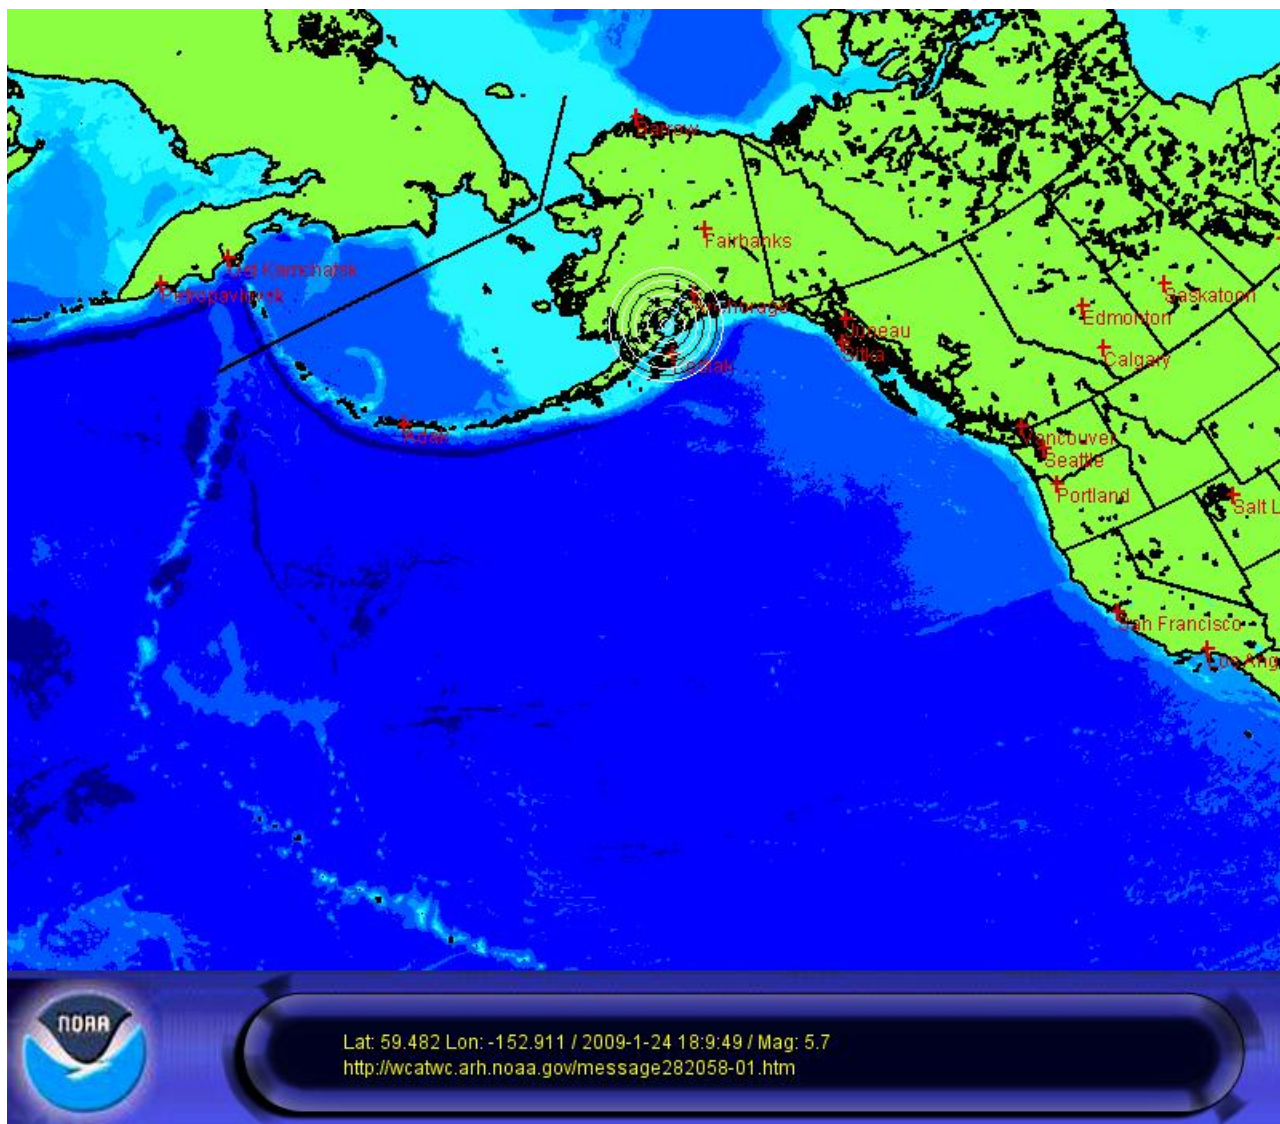 Barrow
Fairbanks
Ust Kamchatsk
Petropavlovsk
Anchorage
Saskatoon
Edmonton
Juneau
Sitka
Calgary
Kodiak
Adak
Vancouver
Seattle
Portland
Salt L
San Francisco
Los Ang
NOAA
Lat: 59.482 Lon: -152.911 / 2009-1-24 18:9:49 / Mag: 5.7
http://wcatwc.arh.noaa.gov/message282058-01.htm